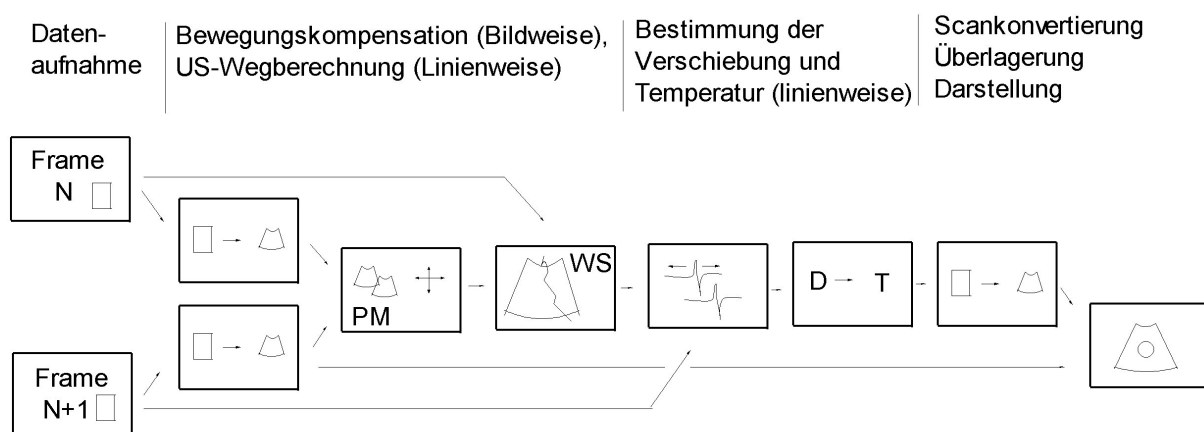 Daten-
aufnahme
Bewegungskompensation (Bildweise),
US-Wegberechnung (Linienweise)
Bestimmung der
Verschiebung und
Temperatur (linienweise)
Scankonvertierung
Überlagerung
Darstellung
Frame
N
PM
WS
D
T
Frame
N+1